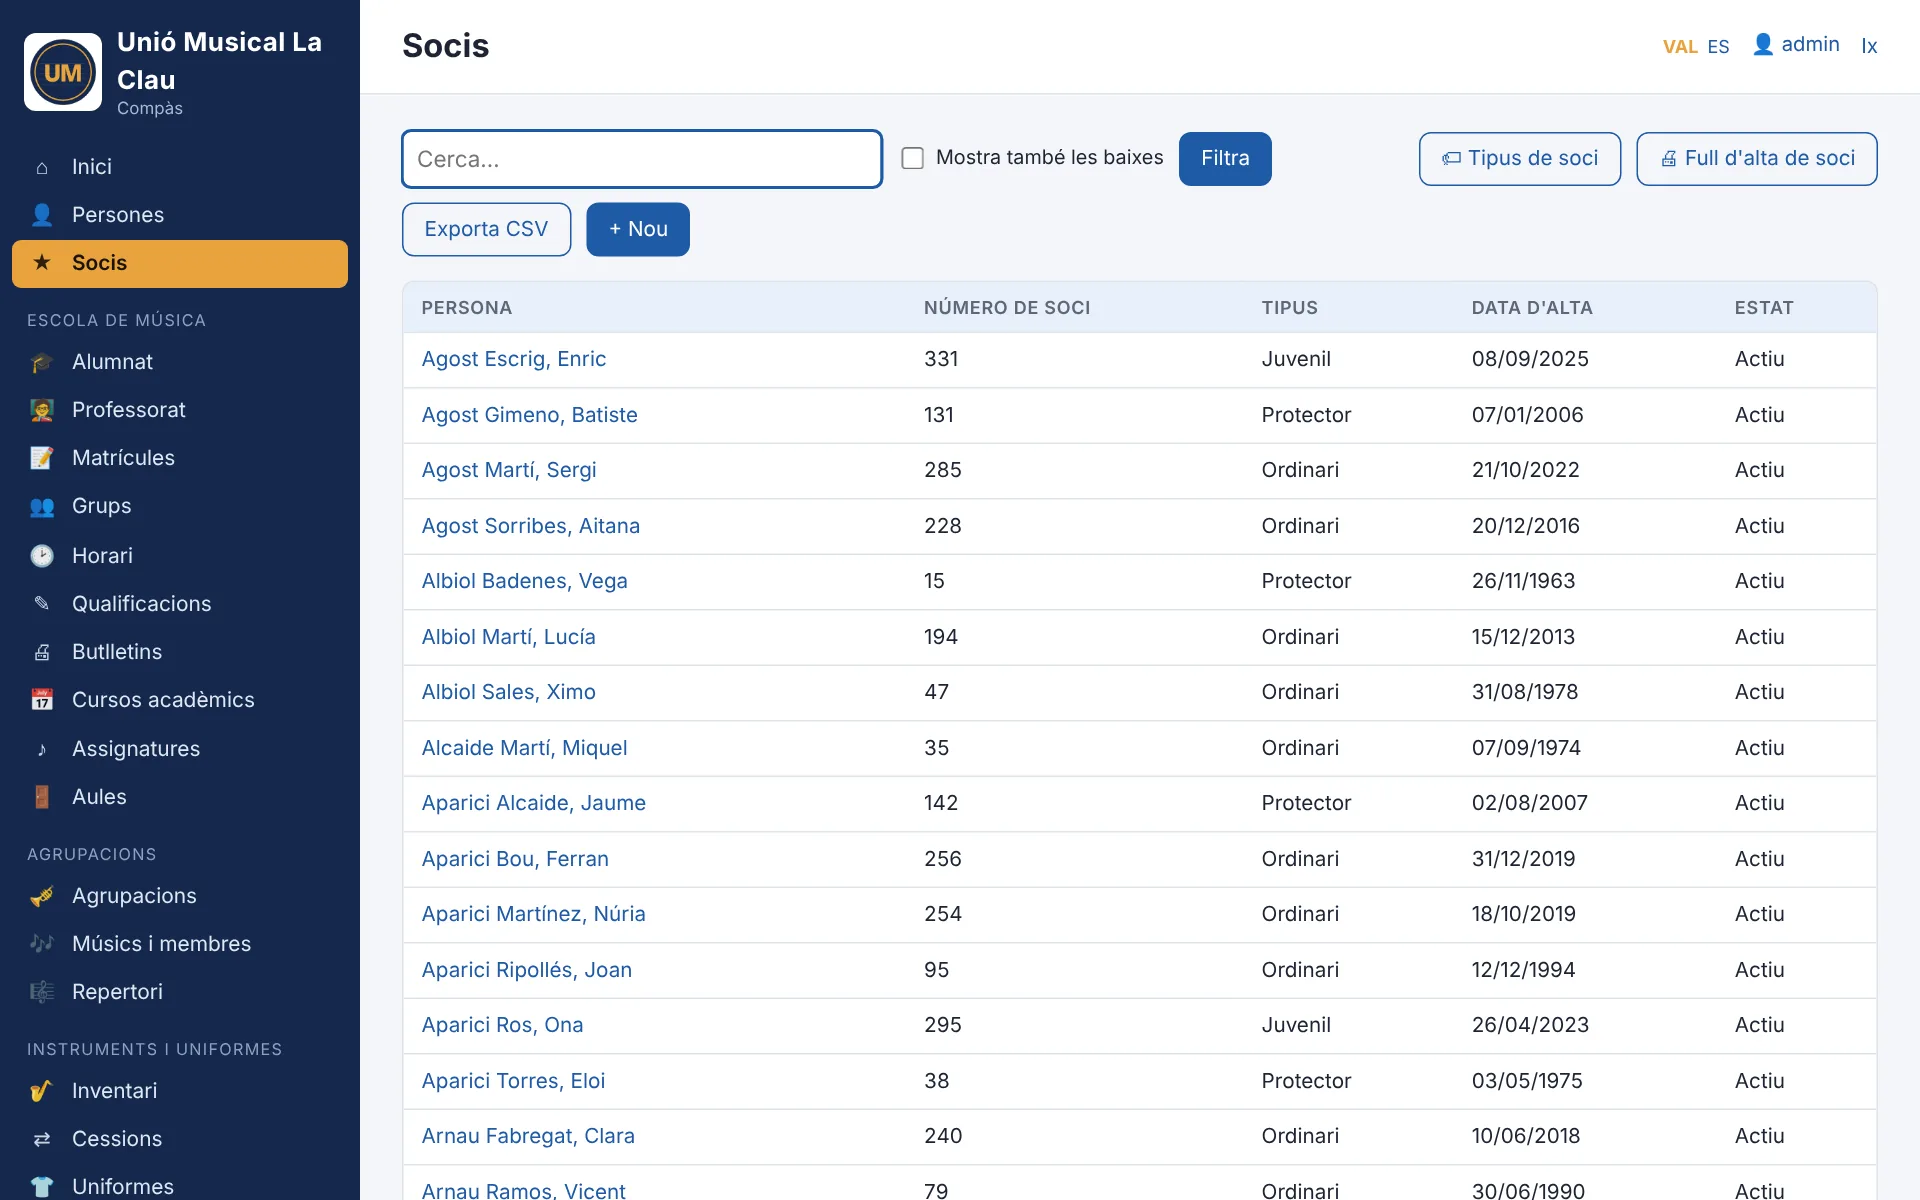 UM
Unió Musical La
Clau
Compàs
Inici
Persones
Socis
ESCOLA DE MÚSICA
Alumnat
Professorat
Matrícules
Grups
Horari
Qualificacions
Butlletins
Cursos acadèmics
Assignatures
Aules
AGRUPACIONS
Agrupacions
Músics i membres
Repertori
INSTRUMENTS I UNIFORMES
Inventari
Cessions
Uniformes
Socis
VAL ES admin Ix
Cerca...
Mostra també les baixes
Filtra
Tipus de soci
Full d'alta de soci
Exporta CSV
+ Nou
PERSONA NÚMERO DE SOCI TIPUS DATA D'ALTA ESTAT
Agost Escrig, Enric 331 Juvenil 08/09/2025 Actiu
Agost Gimeno, Batiste 131 Protector 07/01/2006 Actiu
Agost Martí, Sergi 285 Ordinari 21/10/2022 Actiu
Agost Sorribes, Aitana 228 Ordinari 20/12/2016 Actiu
Albiol Badenes, Vega 15 Protector 26/11/1963 Actiu
Albiol Martí, Lucía 194 Ordinari 15/12/2013 Actiu
Albiol Sales, Ximo 47 Ordinari 31/08/1978 Actiu
Alcaide Martí, Miquel 35 Ordinari 07/09/1974 Actiu
Aparici Alcaide, Jaume 142 Protector 02/08/2007 Actiu
Aparici Bou, Ferran 256 Ordinari 31/12/2019 Actiu
Aparici Martínez, Núria 254 Ordinari 18/10/2019 Actiu
Aparici Ripollés, Joan 95 Ordinari 12/12/1994 Actiu
Aparici Ros, Ona 295 Juvenil 26/04/2023 Actiu
Aparici Torres, Eloi 38 Protector 03/05/1975 Actiu
Arnau Fabregat, Clara 240 Ordinari 10/06/2018 Actiu
Arnau Ramos, Vicent 79 Ordinari 30/06/1990 Actiu